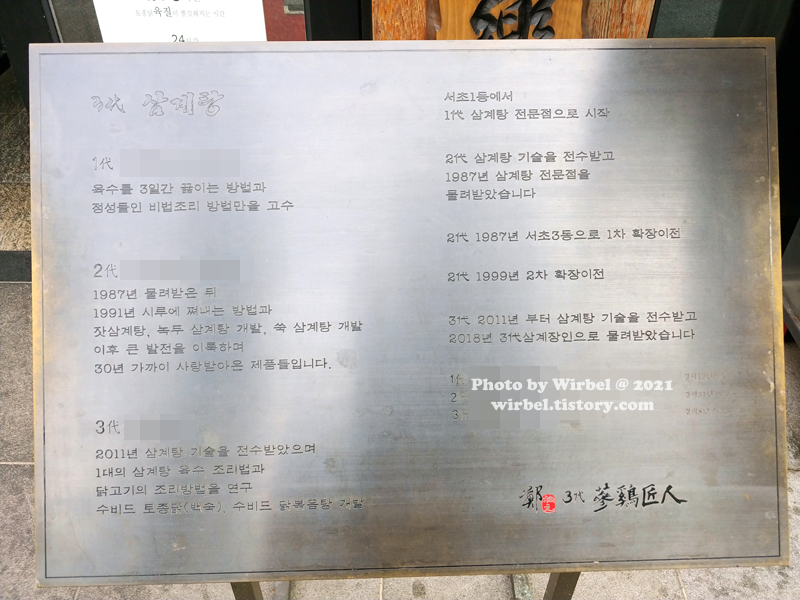 토종닭육질이
24시간
3代 삼계탕
1代
육수를 3일간 끓이는 방법과
정성들인 비법조리 방법만을 고수
2代
1987년 물려받은 뒤
1991년 시루에 쪄내는 방법과
잣삼계탕, 녹두 삼계탕 개발, 쑥 삼계탕 개발
이후 큰 발전을 이룩하며
30년 가까이 사랑받아온 제품들입니다.
3代
2011년 삼계탕 기술을 전수받았으며
1대의 삼계탕 육수 조리법과
닭고기의 조리방법을 연구
수비드 토종닭(백숙), 수비드 닭볶음탕 개발
서초1동에서
1代 삼계탕 전문점으로 시작
2代 삼계탕 기술을 전수받고
1987년 삼계탕 전문점을
물려받았습니다
2代 1987년 서초3동으로 1차 확장이전
2代 1999년 2차 확장이전
3代 2011년 부터 삼계탕 기술을 전수받고
2018년 3代삼계장인으로 물려받았습니다
1代
2
3
Photo by Wirbel @ 2021
wirbel.tistory.com
鄭 3代 蔘鷄匠人